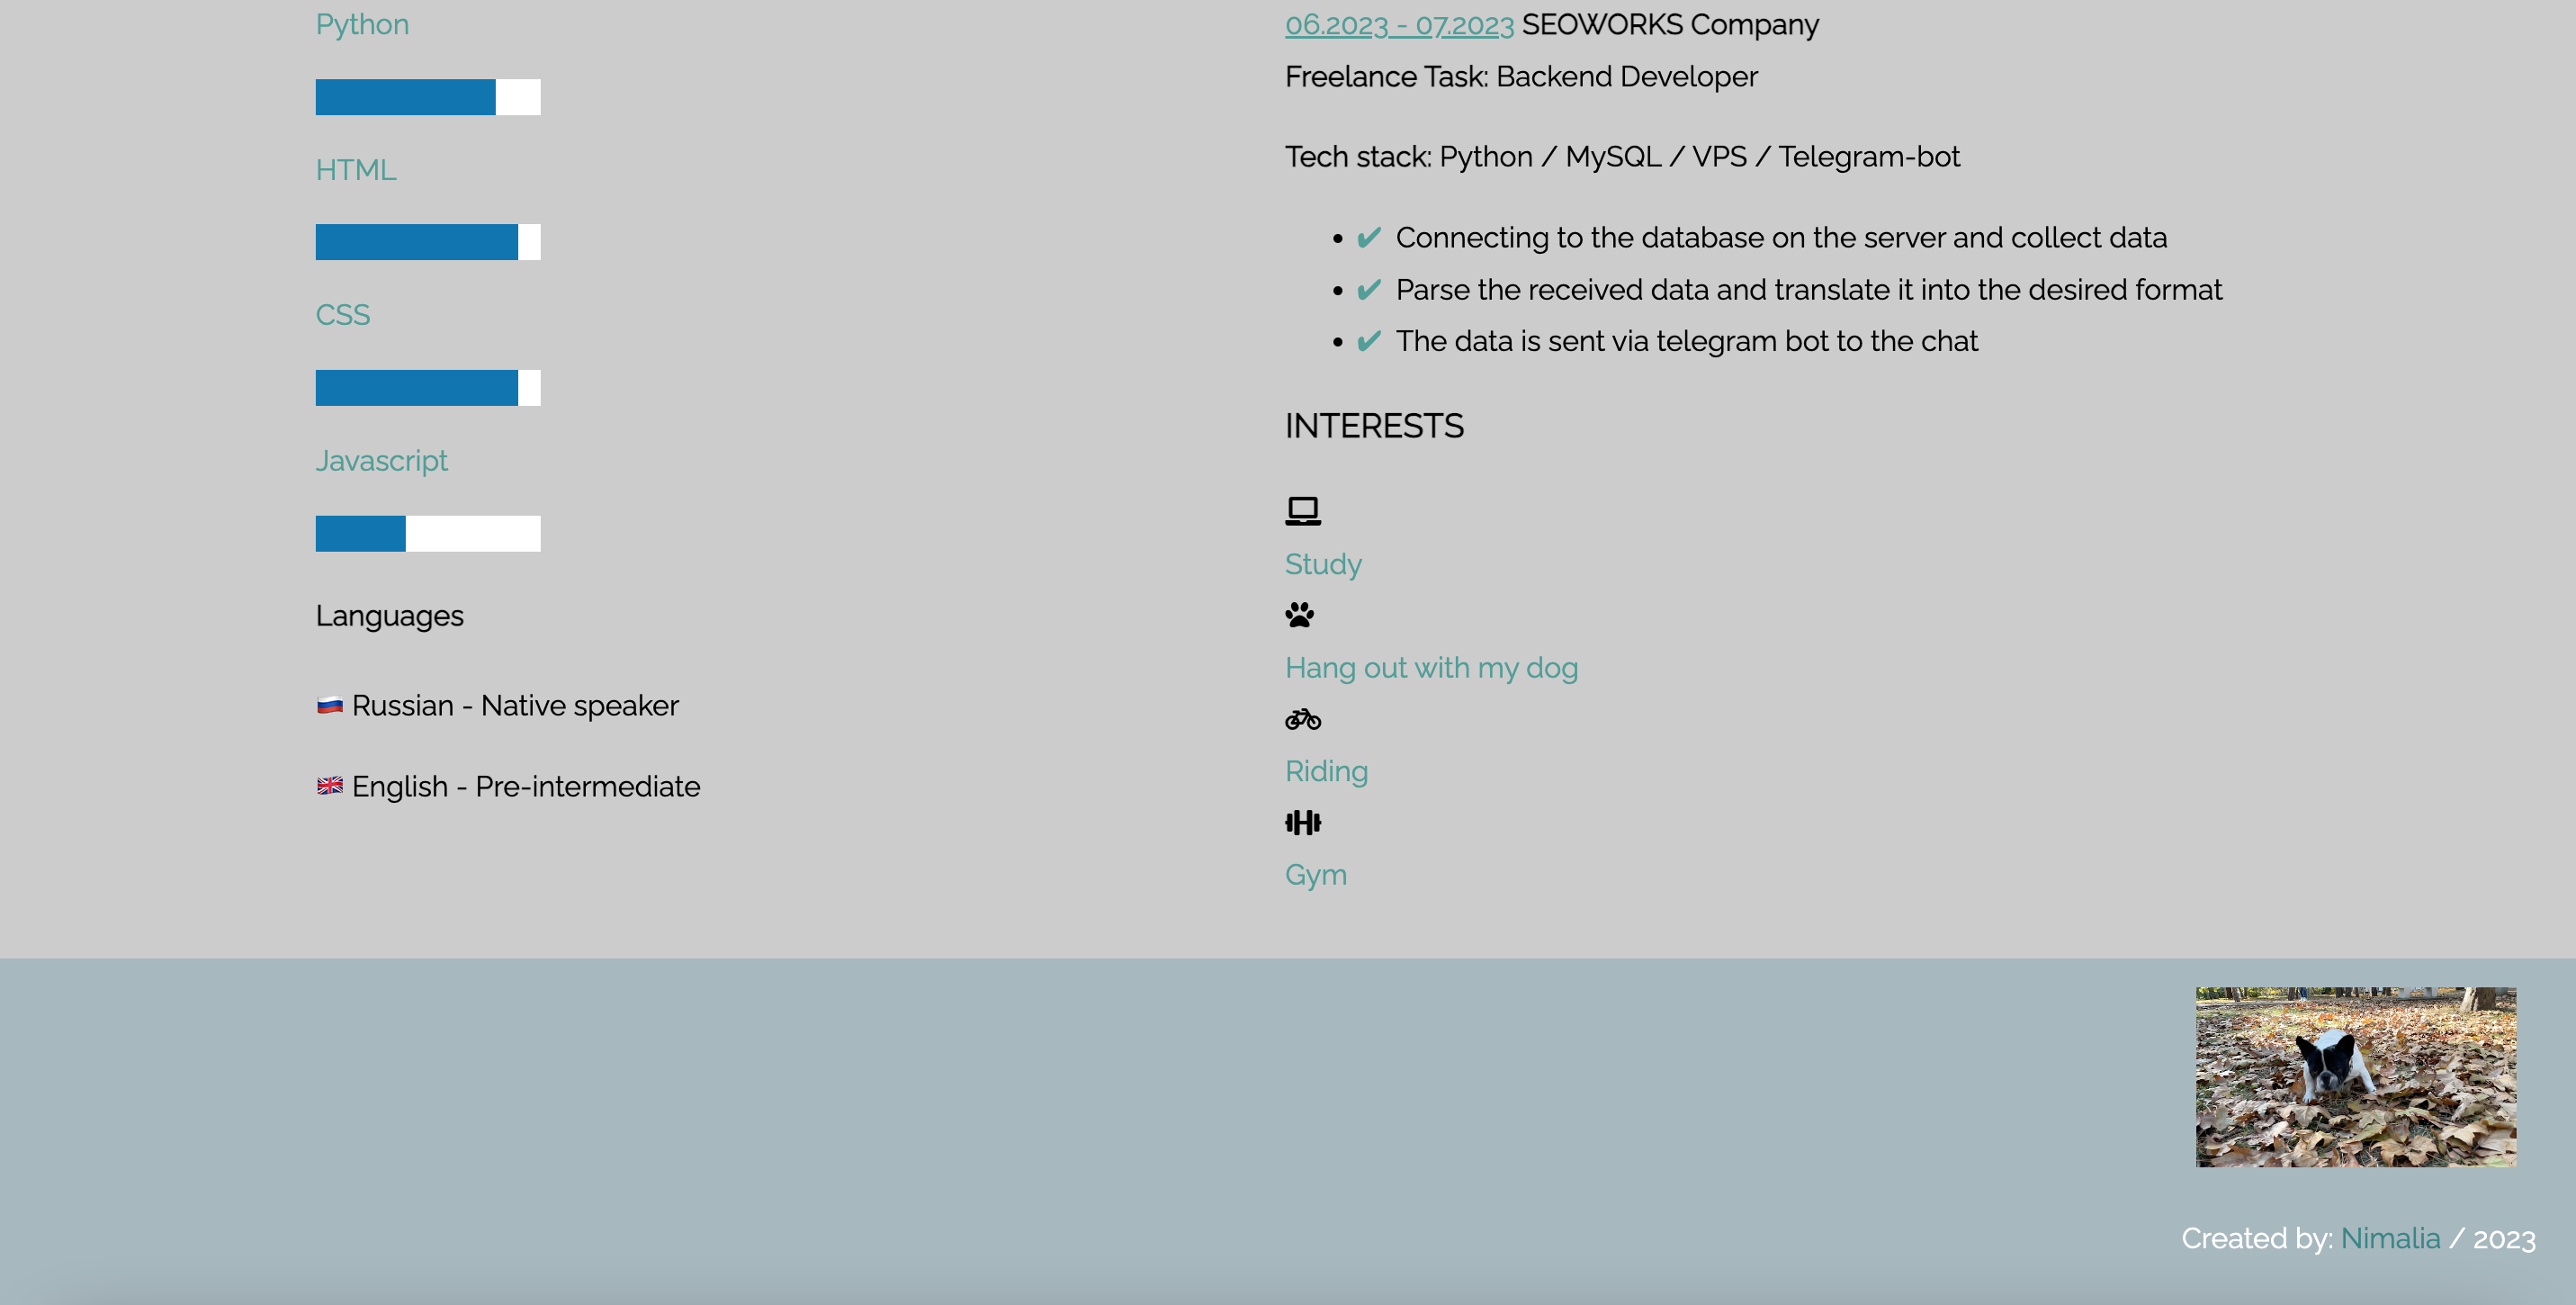 Python
HTML
CSS
Javascript
Languages
Russian - Native speaker
English - Pre-intermediate
06.2023 - 07.2023 SEOWORKS Company
Freelance Task: Backend Developer
Tech stack: Python / MySQL / VPS / Telegram-bot
• ✔ Connecting to the database on the server and collect data
• ✔ Parse the received data and translate it into the desired format
• ✔ The data is sent via telegram bot to the chat
INTERESTS
Study
Hang out with my dog
Riding
Gym
Created by: Nimalia / 2023